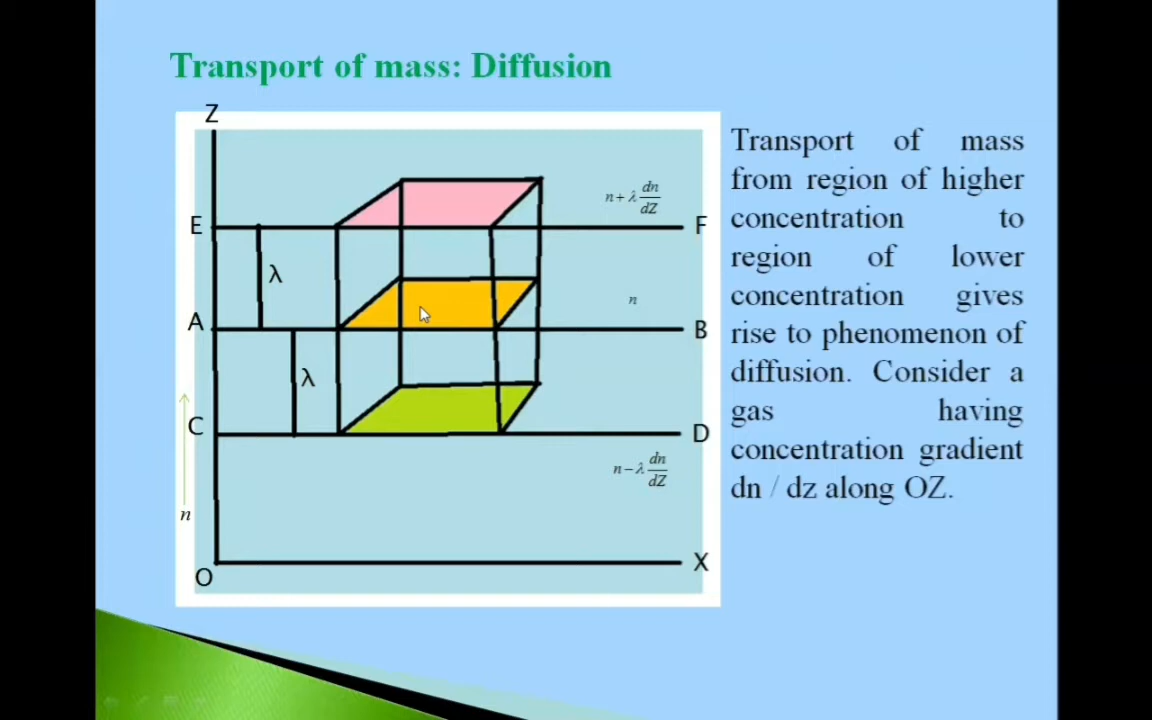 Transport of mass: Diffusion
Z
n + λ dn/dZ
E
F
λ
n
A
B
λ
C
D
n − λ dn/dZ
n
O
X
Transport of mass
from region of higher
concentration to
region of lower
concentration gives
rise to phenomenon of
diffusion. Consider a
gas having
concentration gradient
dn / dz along OZ.